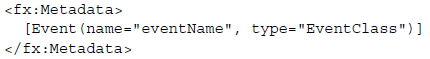 <fx:Metadata>
  [Event(name="eventName", type="EventClass")]
</fx:Metadata>